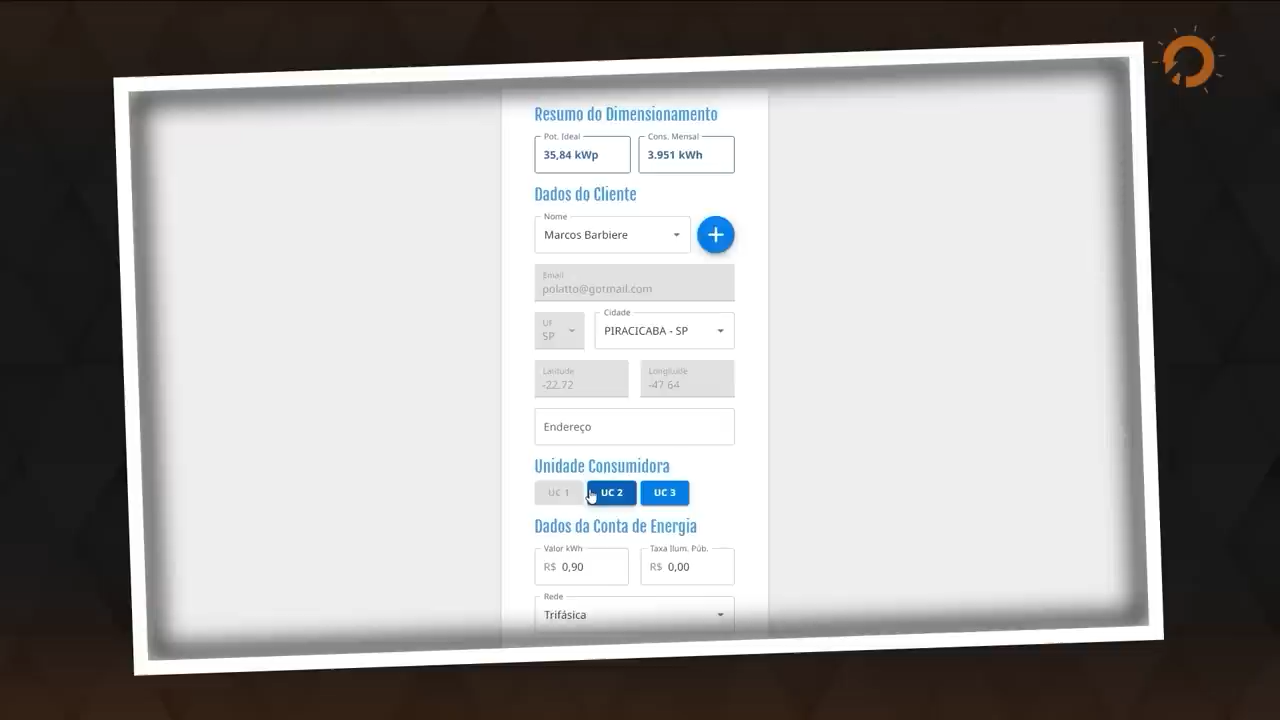 Resumo do Dimensionamento
Pot. Ideal
Cons. Mensal
35,84 kWp
3.951 kWh
Dados do Cliente
Nome
Marcos Barbiere
+
Email
polatto@gotmail.com
UF
SP
Cidade
PIRACICABA - SP
Latitude
-22.72
Longitude
-47.64
Endereço
Unidade Consumidora
UC 1
UC 2
UC 3
Dados da Conta de Energia
Valor kWh
R$ 0,90
Taxa Ilum. Púb.
R$ 0,00
Rede
Trifásica